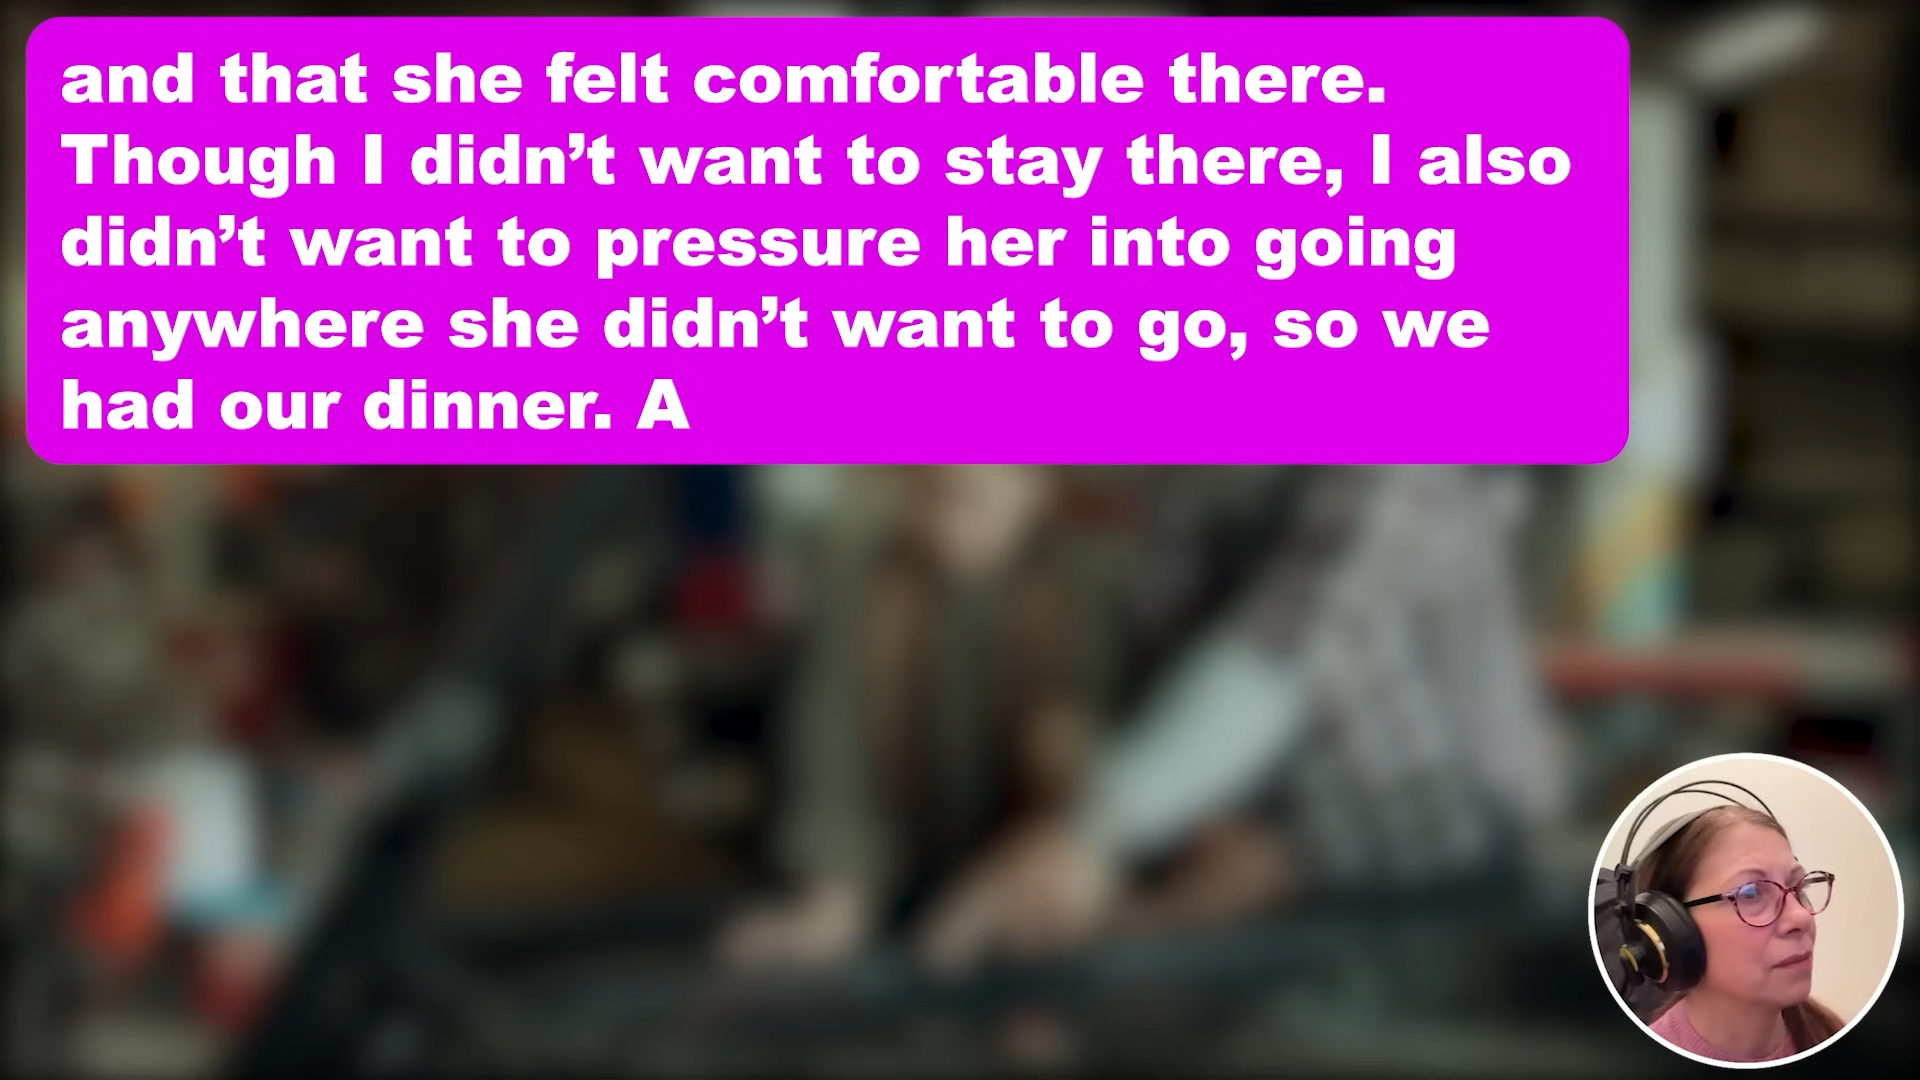 and that she felt comfortable there.
Though I didn’t want to stay there, I also
didn’t want to pressure her into going
anywhere she didn’t want to go, so we
had our dinner. A